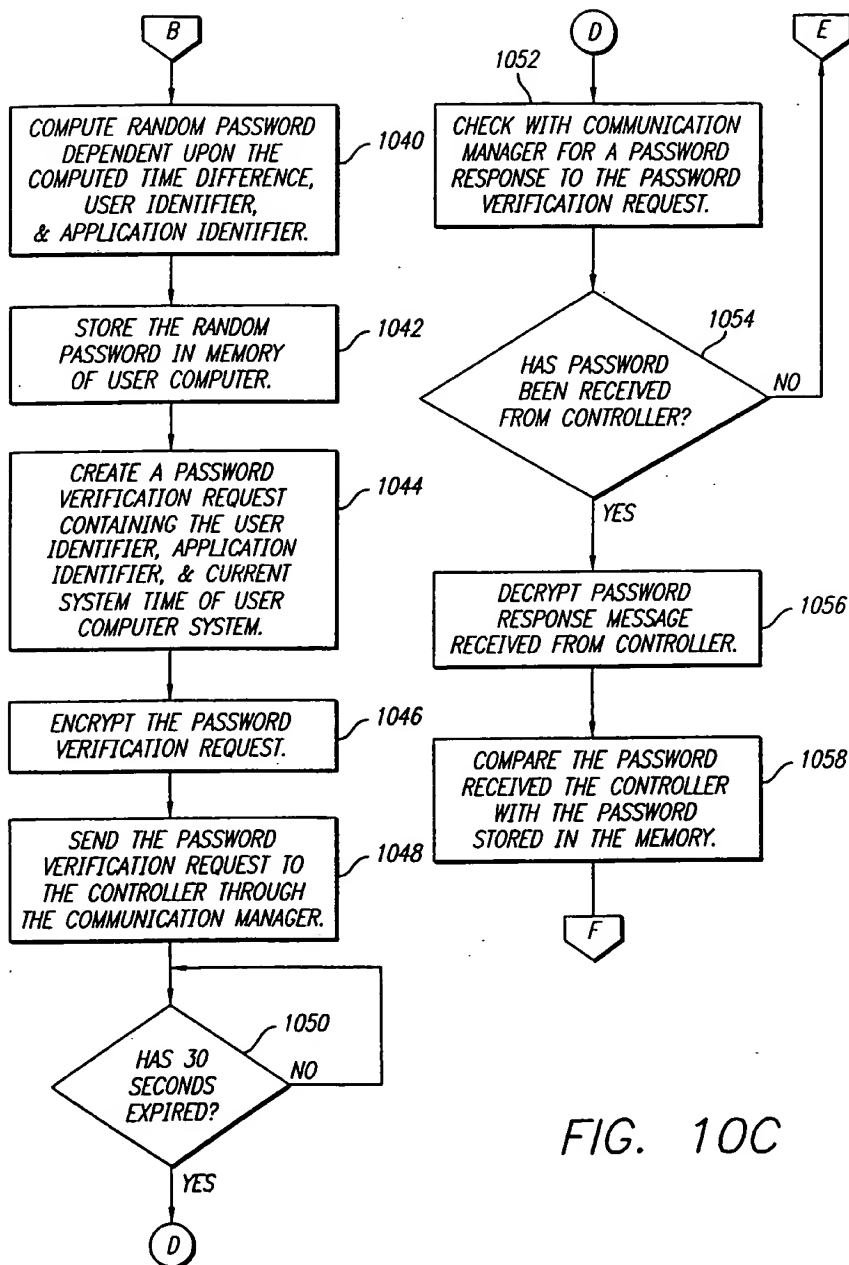 B
COMPUTE RANDOM PASSWORD
DEPENDENT UPON THE
COMPUTED TIME DIFFERENCE,
USER IDENTIFIER,
& APPLICATION IDENTIFIER.
1040
STORE THE RANDOM
PASSWORD IN MEMORY
OF USER COMPUTER.
1042
CREATE A PASSWORD
VERIFICATION REQUEST
CONTAINING THE USER
IDENTIFIER, APPLICATION
IDENTIFIER, & CURRENT
SYSTEM TIME OF USER
COMPUTER SYSTEM.
1044
ENCRYPT THE PASSWORD
VERIFICATION REQUEST.
1046
SEND THE PASSWORD
VERIFICATION REQUEST TO
THE CONTROLLER THROUGH
THE COMMUNICATION MANAGER.
1048
HAS 30
SECONDS
EXPIRED?
1050
NO
YES
D
D
1052
CHECK WITH COMMUNICATION
MANAGER FOR A PASSWORD
RESPONSE TO THE PASSWORD
VERIFICATION REQUEST.
E
1054
HAS PASSWORD
BEEN RECEIVED
FROM CONTROLLER?
NO
YES
DECRYPT PASSWORD
RESPONSE MESSAGE
RECEIVED FROM CONTROLLER.
1056
COMPARE THE PASSWORD
RECEIVED THE CONTROLLER
WITH THE PASSWORD
STORED IN THE MEMORY.
1058
F
FIG. 10C